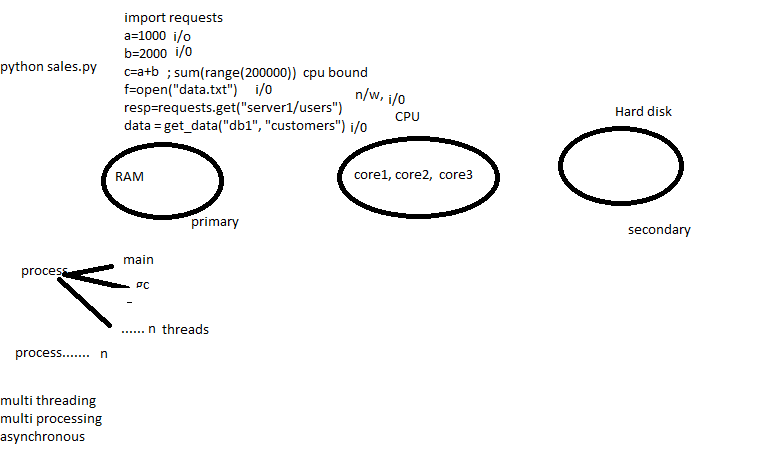 import requests
a=1000 i/o
b=2000 i/0
python sales.py
c=a+b ; sum(range(200000)) cpu bound
f=open("data.txt") i/0
n/w, i/0
resp=requests.get("server1/users")
CPU
data = get_data("db1", "customers") i/0
Hard disk
RAM
core1, core2, core3
primary
secondary
main
process
gc
...... n threads
process....... n
multi threading
multi processing
asynchronous